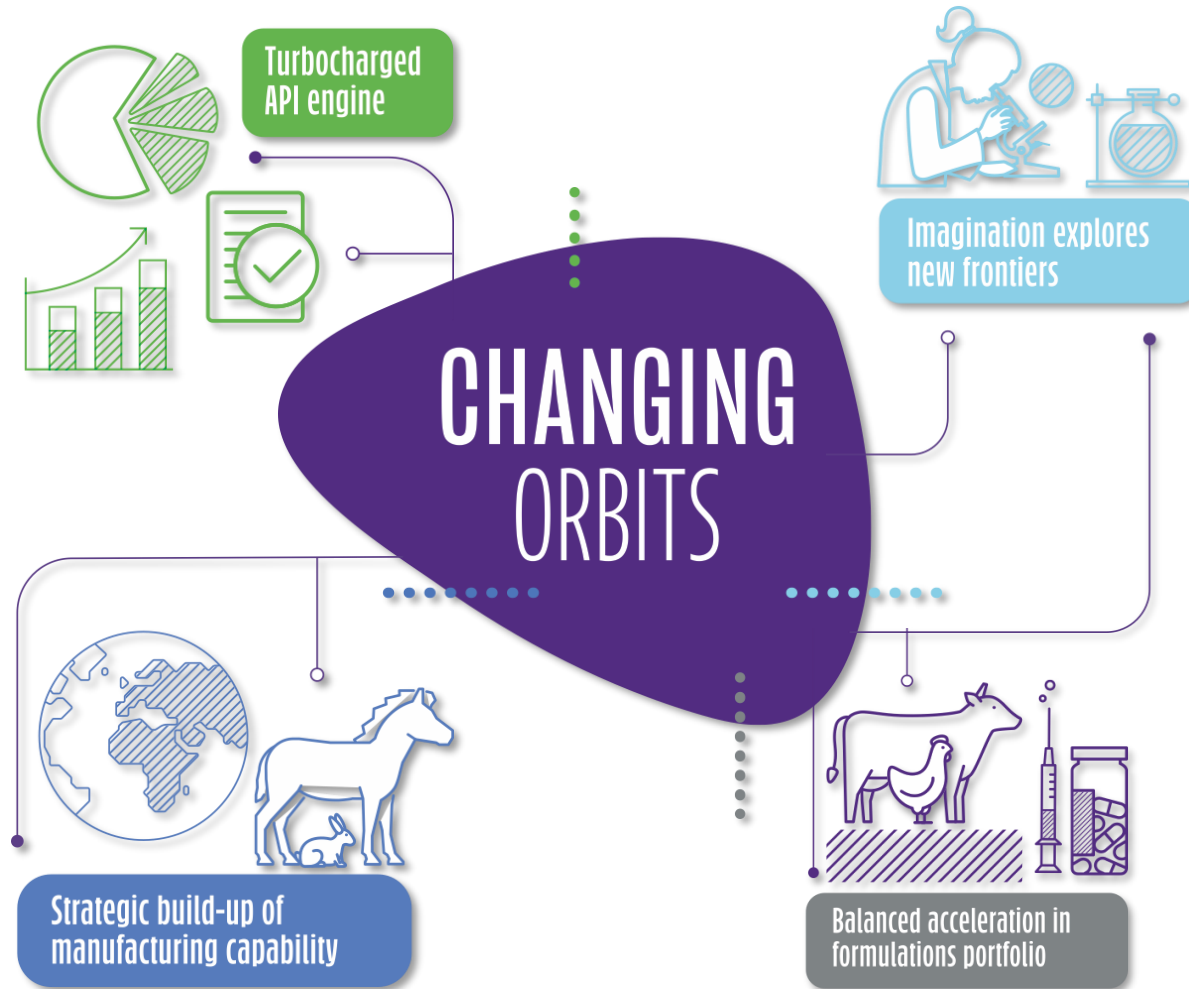 Turbocharged
API engine
Imagination explores
new frontiers
CHANGING
ORBITS
Strategic build-up of
manufacturing capability
Balanced acceleration in
formulations portfolio